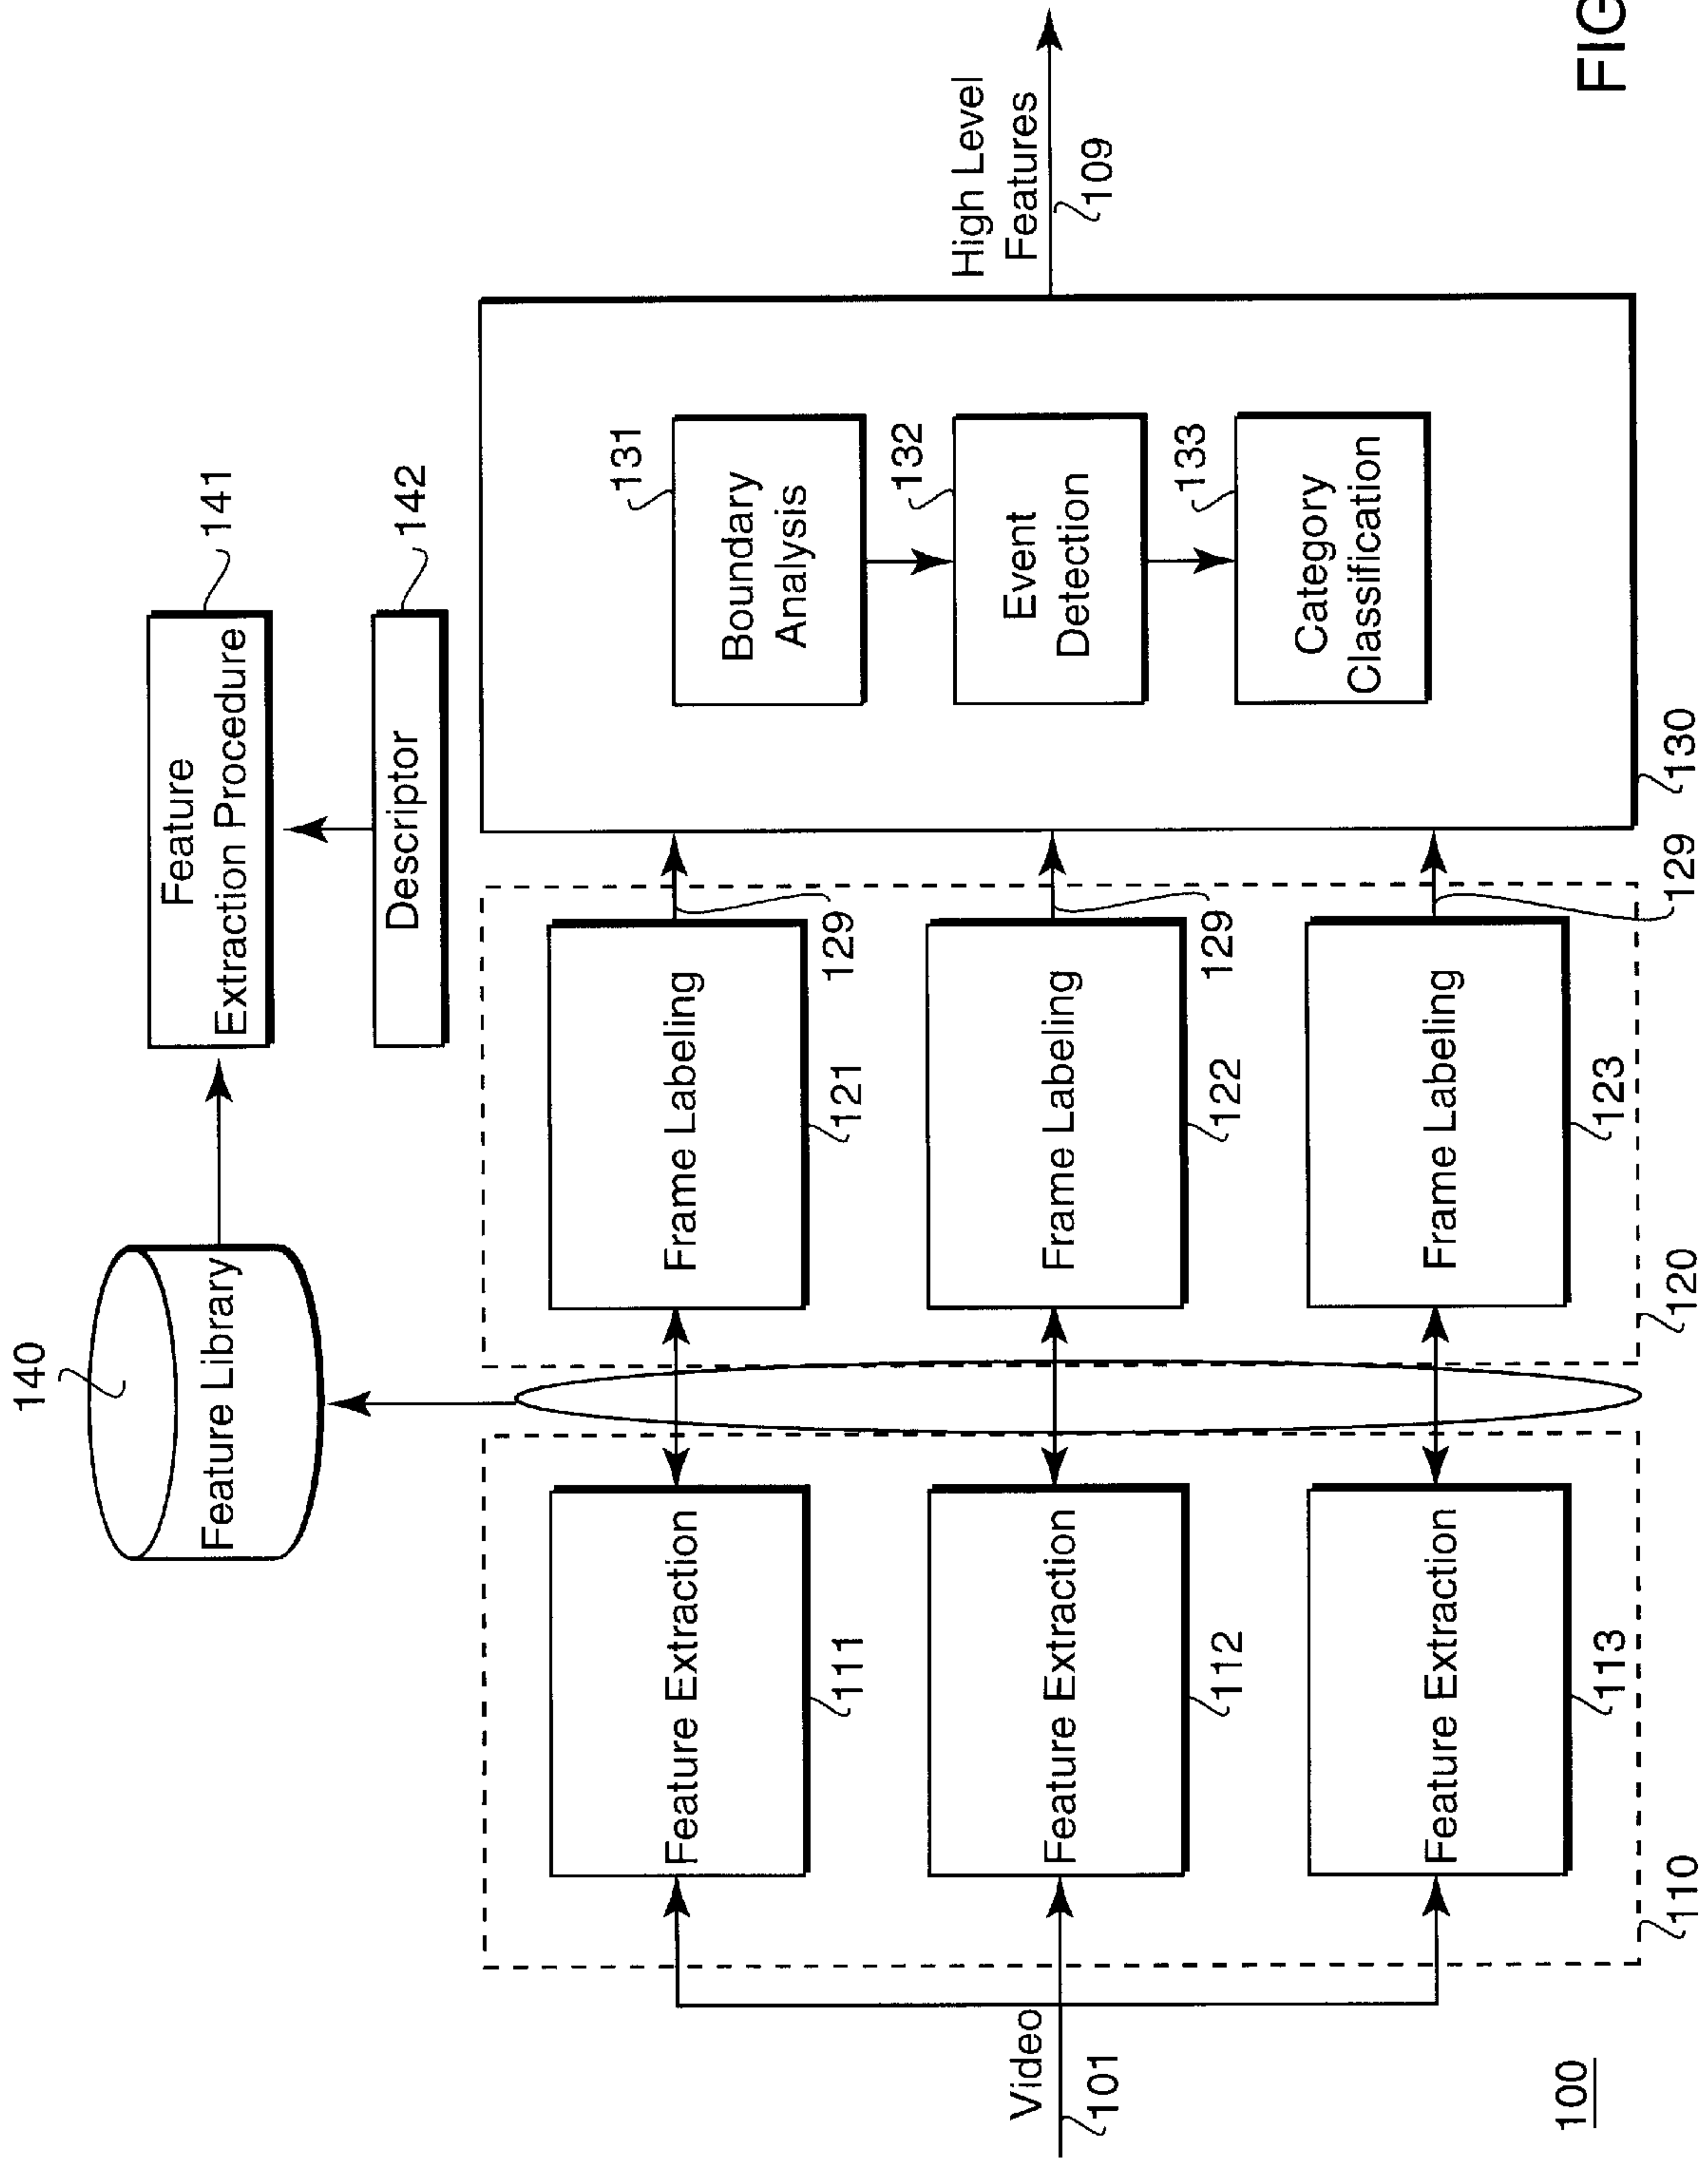 140
Feature Library
Feature
Extraction Procedure
141
Descriptor
142
Video
101
Feature Extraction
111
Feature Extraction
112
Feature Extraction
113
110
Frame Labeling
121
129
Frame Labeling
122
129
Frame Labeling
123
129
120
Boundary
Analysis
131
Event
Detection
132
Category
Classification
133
130
High Level
Features
109
100
FIG